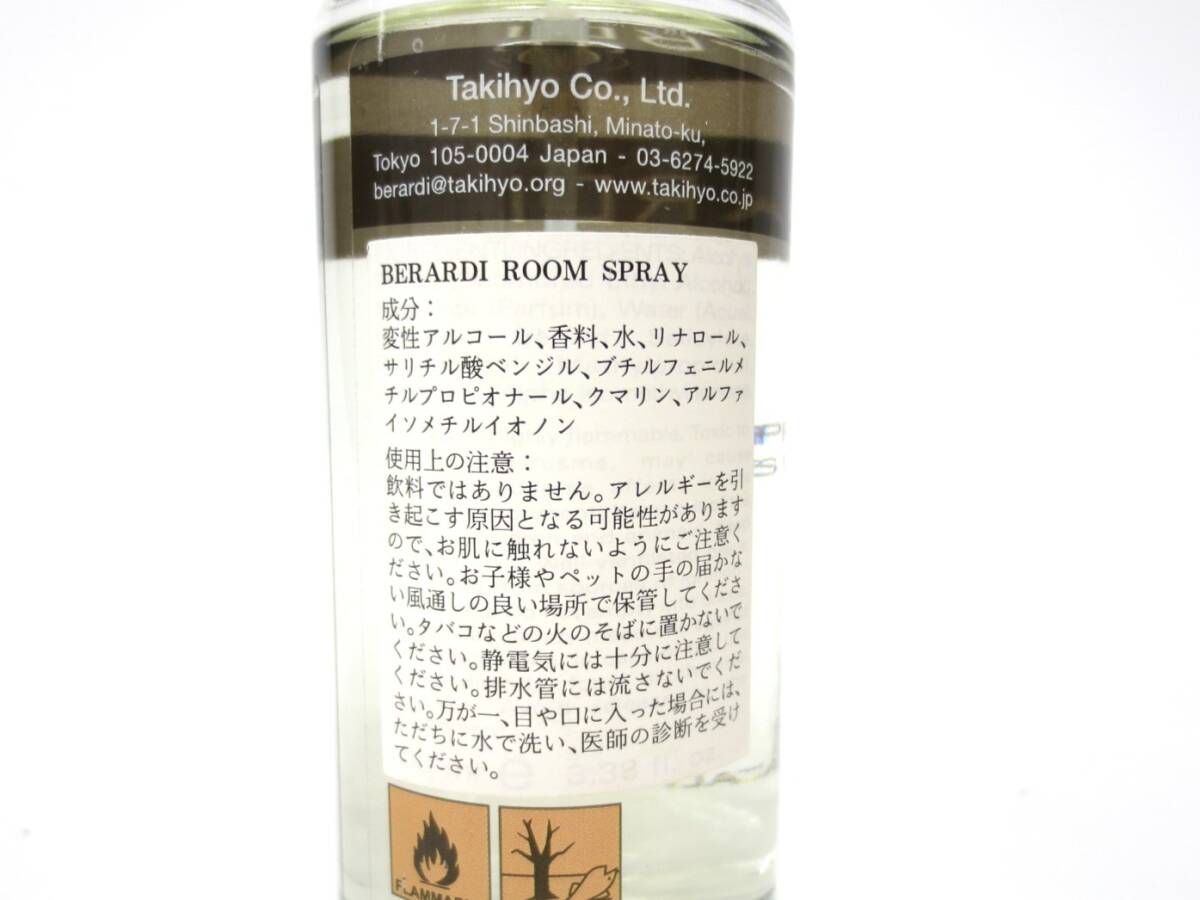 Takihyo Co., Ltd.
1-7-1 Shinbashi, Minato-ku,
Tokyo 105-0004 Japan - 03-6274-5922
berardi@takihyo.org - www.takihyo.co.jp
BERARDI ROOM SPRAY
成分：
変性アルコール、香料、水、リナロール、
サリチル酸ベンジル、ブチルフェニルメ
チルプロピオナール、クマリン、アルファ
イソメチルイオノン
使用上の注意：
飲料ではありません。アレルギーを引
き起こす原因となる可能性があります
ので、お肌に触れないようにご注意く
ださい。お子様やペットの手の届かな
い風通しの良い場所で保管してくださ
い。タバコなどの火のそばに置かないで
ください。静電気には十分に注意して
ください。排水管には流さないでくだ
さい。万が一、目や口に入った場合には、
ただちに水で洗い、医師の診断を受け
てください。